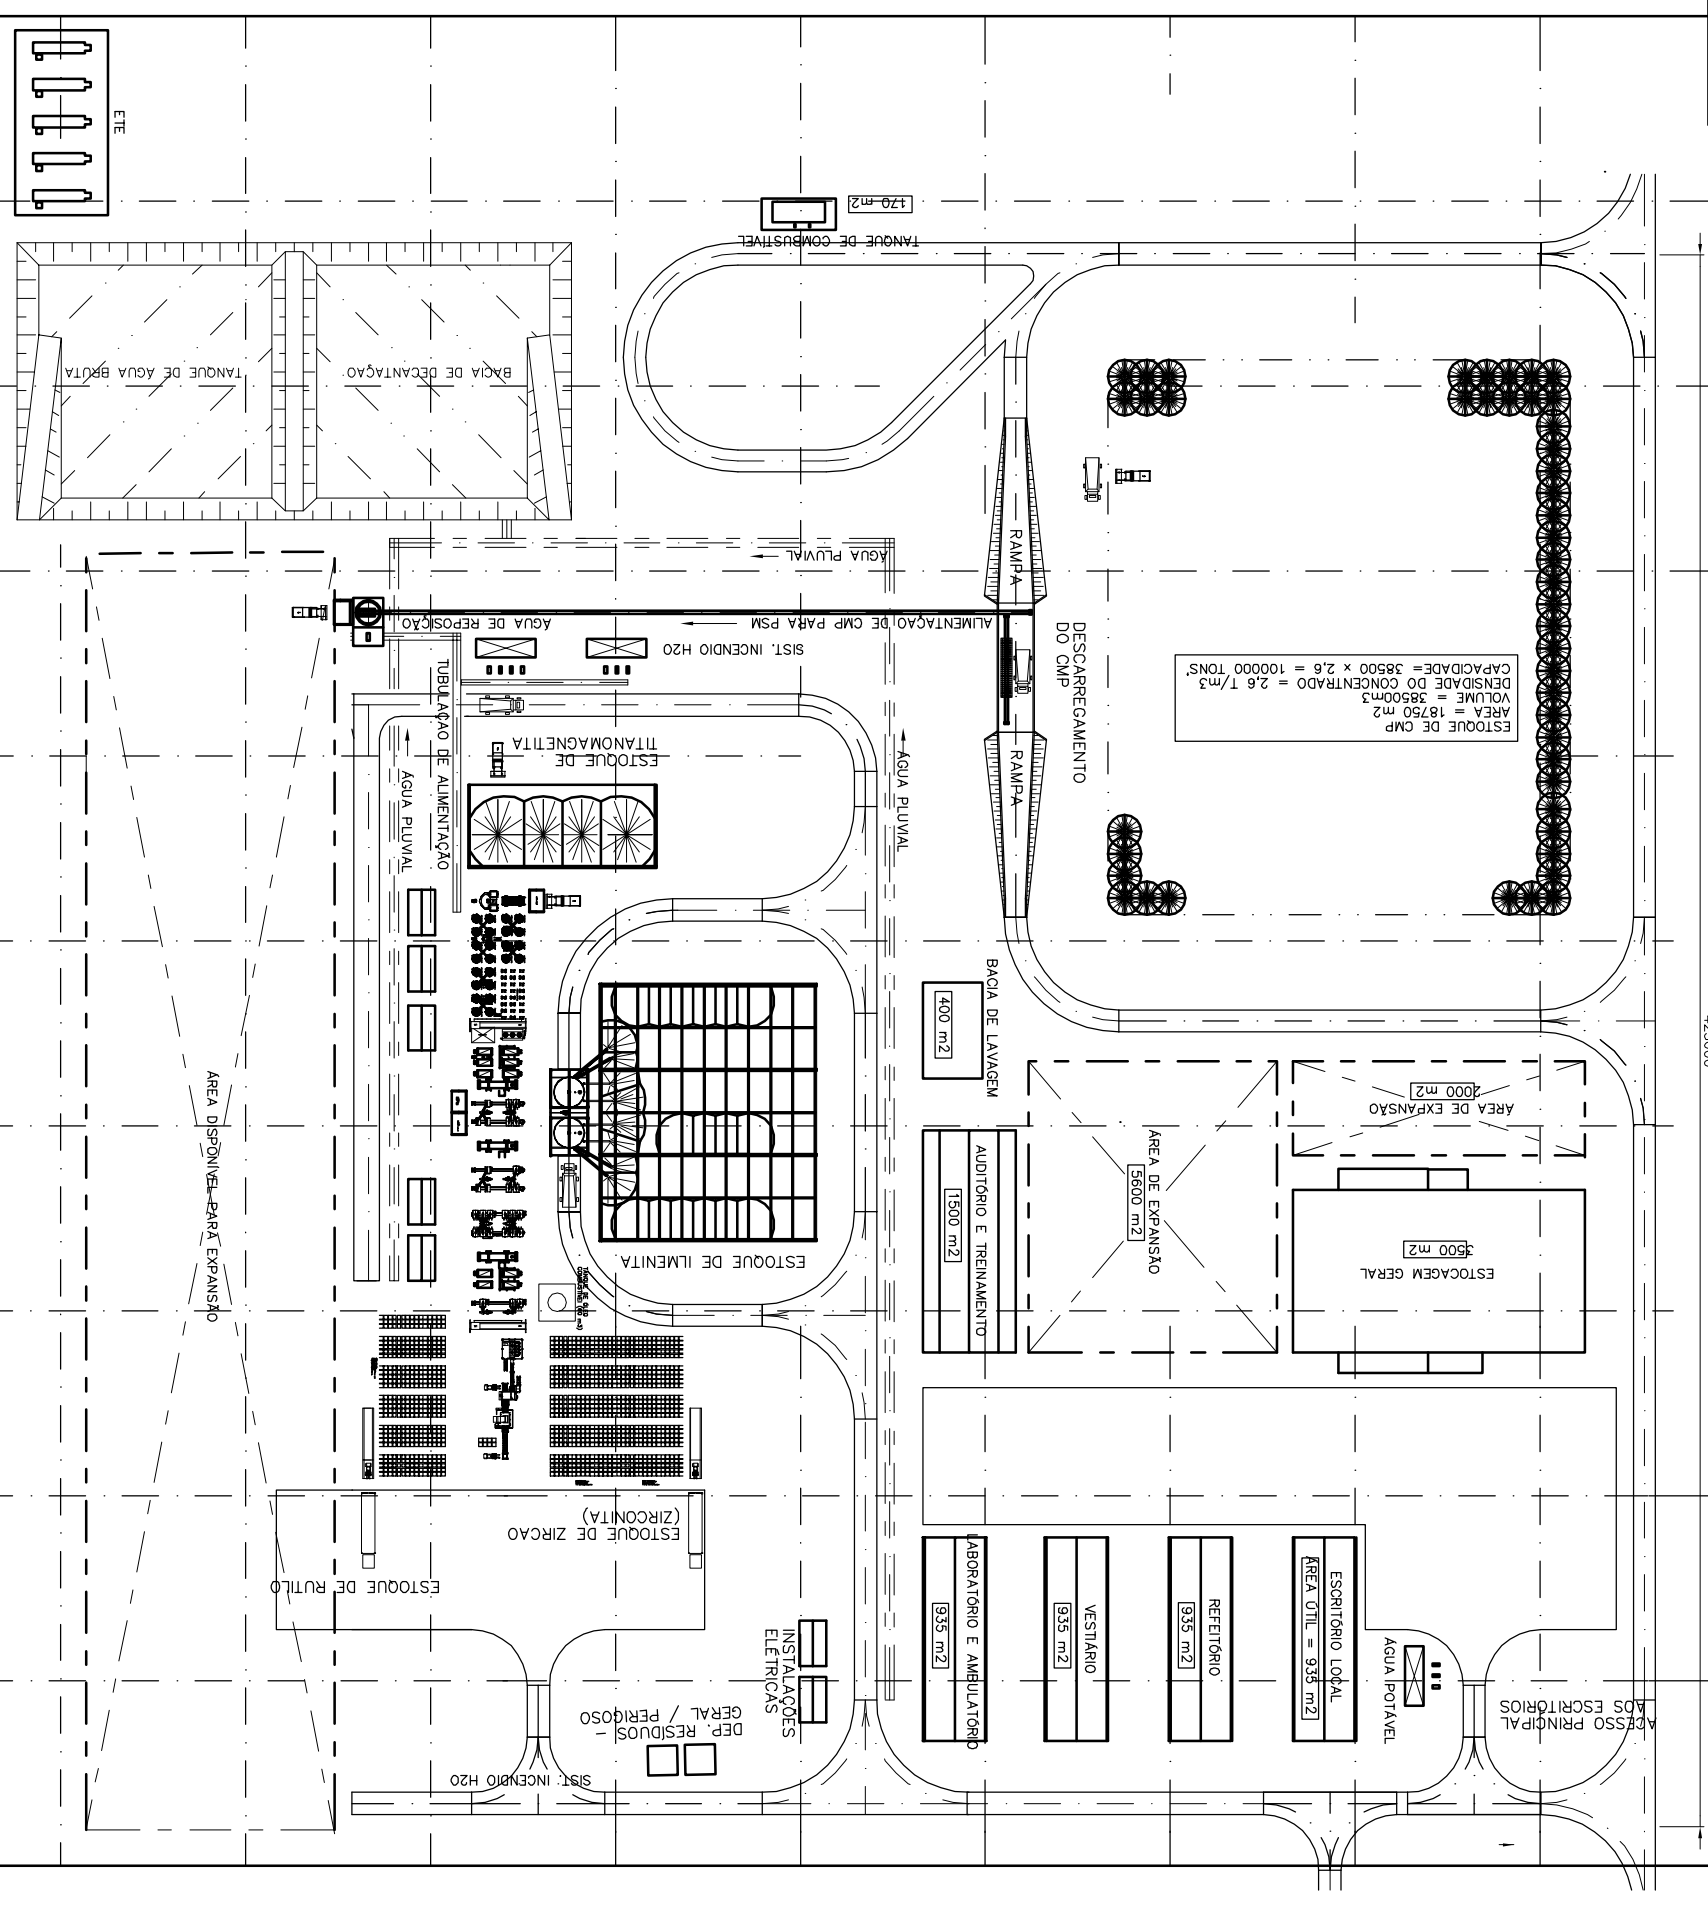 ETE
170 m2
TANQUE DE COMBUSTÍVEL
TANQUE DE ÁGUA BRUTA
BACIA DE DECANTAÇÃO
ÁGUA PLUVIAL
RAMPA
ÁGUA DE REPOSIÇÃO
ALIMENTAÇÃO DE CMP PARA PSM
SIST. INCENDIO H2O
DESCARREGAMENTO
DO CMP
ESTOQUE DE CMP
AREA = 18750 m2
VOLUME = 38500m3
DENSIDADE DO CONCENTRADO = 2,6 T/m3
CAPACIDADE= 38500 x 2,6 = 100000 TONS'
TUBULAÇAO DE ALIMENTAÇÃO
ESTOQUE DE
TITANOMAGNETITA
ÁGUA PLUVIAL
ÁGUA PLUVIAL
RAMPA
BACIA DE LAVAGEM
400 m2
ÁREA DISPONÍVEL PARA EXPANSÃO
ÁREA DE EXPANSÃO
2000 m2
ÁREA DE EXPANSÃO
5600 m2
AUDITÓRIO E TREINAMENTO
1500 m2
ESTOQUE DE ILMENITA
ESTOCAGEM GERAL
3500 m2
TANQUE DE ÓLEO
ESTOQUE DE ZIRCAO
(ZIRCONITA)
ESTOQUE DE RUTILO
LABORATÓRIO E AMBULATÓRIO
935 m2
VESTIÁRIO
935 m2
REFEITÓRIO
935 m2
ESCRITÓRIO LOCAL
ÁREA ÚTIL = 935 m2
ÁGUA POTÁVEL
ACESSO PRINCIPAL
AOS ESCRITÓRIOS
INSTALAÇÕES
ELÉTRICAS
DEP. RESÍDUOS -
GERAL / PERIGOSO
SIST. INCENDIO H2O